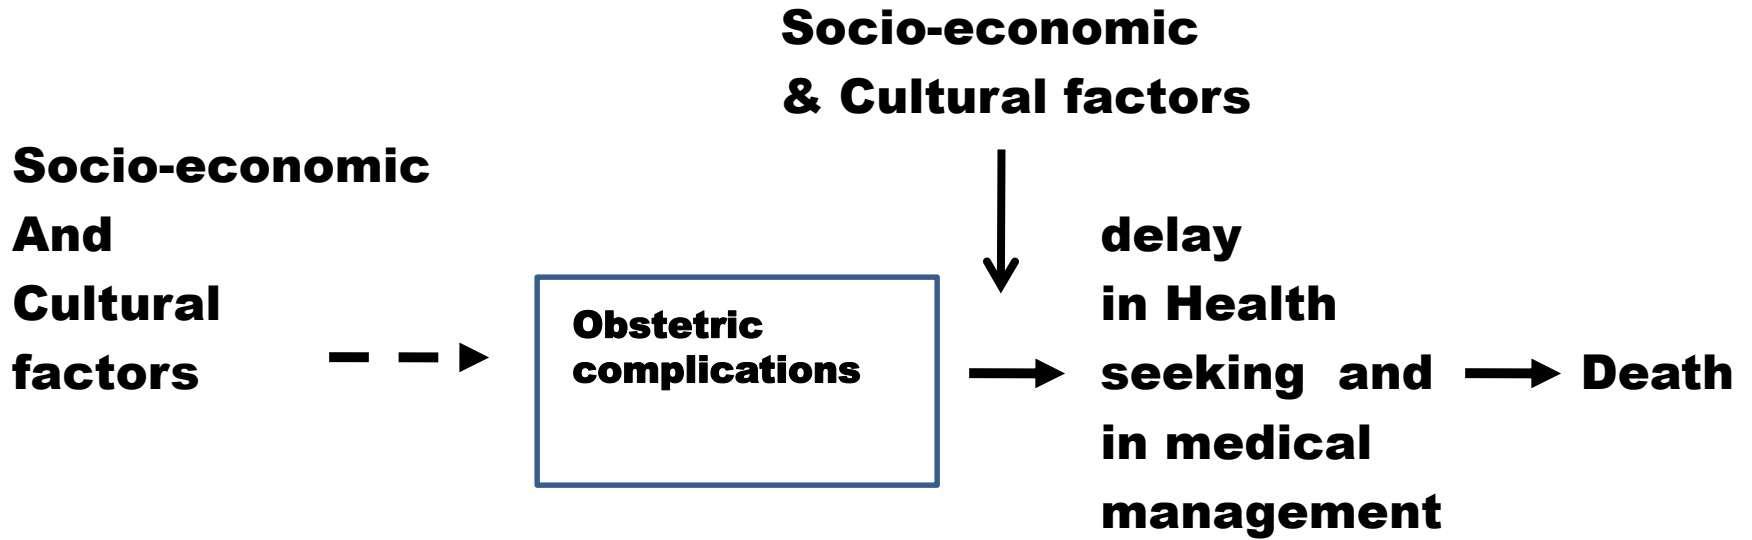 Socio-economic
& Cultural factors
Socio-economic
And
Cultural
factors
Obstetric
complications
delay
in Health
seeking and
in medical
management
Death